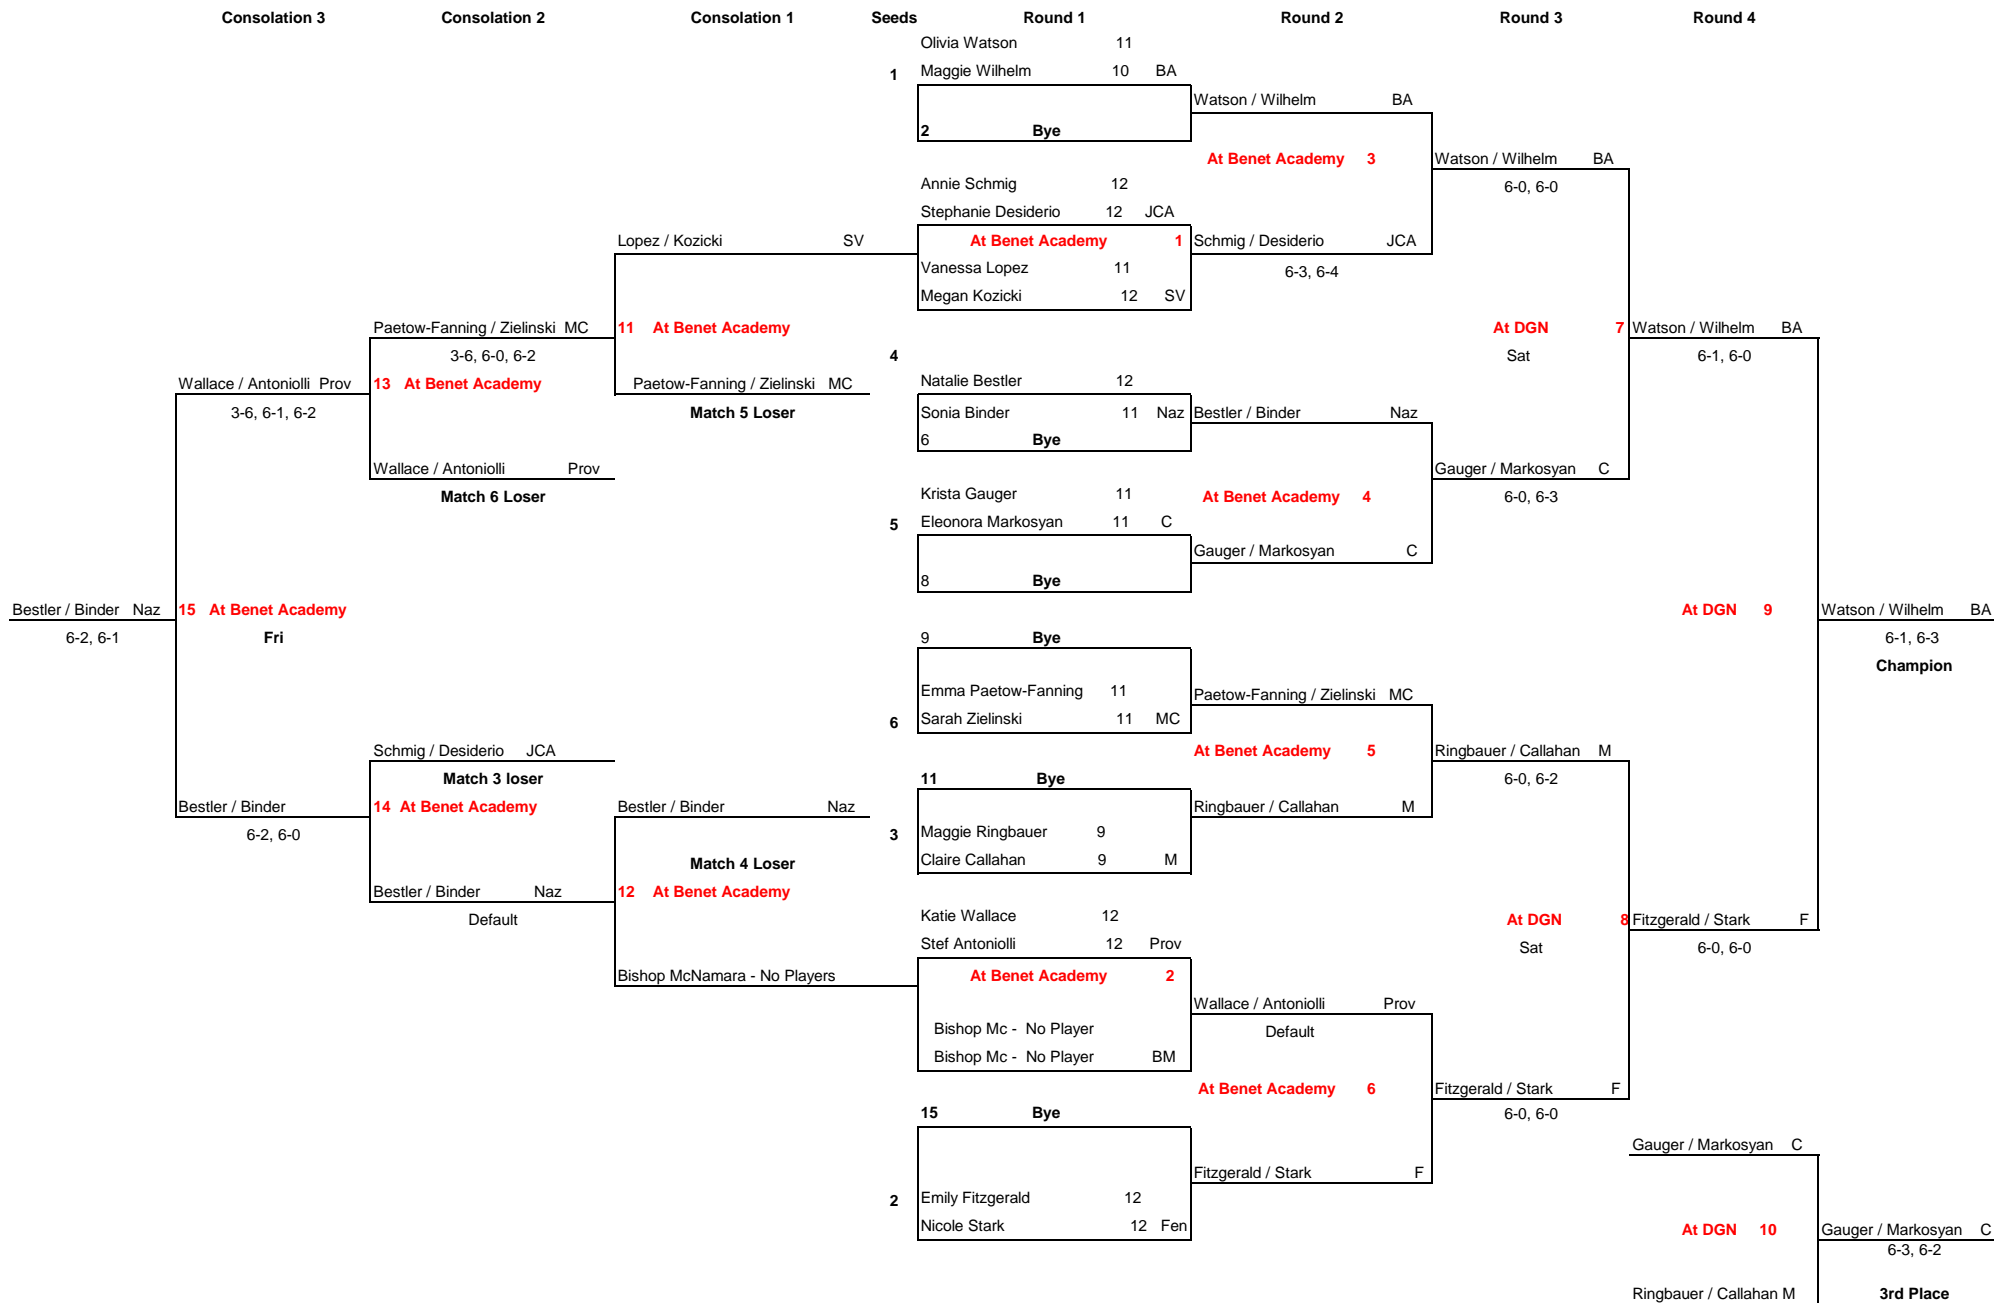 Consolation 3 Consolation 2 Consolation 1 Seeds Round 1 Round 2 Round 3 Round 4
Olivia Watson 11
1 Maggie Wilhelm 10 BA
Watson / Wilhelm BA
2 Bye
At Benet Academy 3 Watson / Wilhelm BA
Annie Schmig 12 6-0, 6-0
Stephanie Desiderio 12 JCA
Lopez / Kozicki SV At Benet Academy 1 Schmig / Desiderio JCA
Vanessa Lopez 11 6-3, 6-4
Megan Kozicki 12 SV
Paetow-Fanning / Zielinski MC 11 At Benet Academy At DGN 7 Watson / Wilhelm BA
3-6, 6-0, 6-2 4 Sat 6-1, 6-0
Wallace / Antoniolli Prov 13 At Benet Academy Paetow-Fanning / Zielinski MC Natalie Bestler 12
3-6, 6-1, 6-2 Match 5 Loser Sonia Binder 11 Naz Bestler / Binder Naz
6 Bye
Wallace / Antoniolli Prov Gauger / Markosyan C
Match 6 Loser Krista Gauger 11 At Benet Academy 4 6-0, 6-3
5 Eleonora Markosyan 11 C
Gauger / Markosyan C
8 Bye
Bestler / Binder Naz 15 At Benet Academy At DGN 9 Watson / Wilhelm BA
6-2, 6-1 Fri 9 Bye 6-1, 6-3
Champion
Emma Paetow-Fanning 11 Paetow-Fanning / Zielinski MC
6 Sarah Zielinski 11 MC
Schmig / Desiderio JCA At Benet Academy 5 Ringbauer / Callahan M
Match 3 loser 11 Bye 6-0, 6-2
Bestler / Binder 14 At Benet Academy Bestler / Binder Naz Ringbauer / Callahan M
6-2, 6-0 3 Maggie Ringbauer 9
Match 4 Loser Claire Callahan 9 M
Bestler / Binder Naz 12 At Benet Academy
Default Katie Wallace 12 At DGN 8 Fitzgerald / Stark F
Stef Antoniolli 12 Prov Sat 6-0, 6-0
Bishop McNamara - No Players At Benet Academy 2
Wallace / Antoniolli Prov
Bishop Mc - No Player Default
Bishop Mc - No Player BM
At Benet Academy 6 Fitzgerald / Stark F
15 Bye 6-0, 6-0
Gauger / Markosyan C
Fitzgerald / Stark F
2 Emily Fitzgerald 12
Nicole Stark 12 Fen At DGN 10 Gauger / Markosyan C
6-3, 6-2
Ringbauer / Callahan M 3rd Place